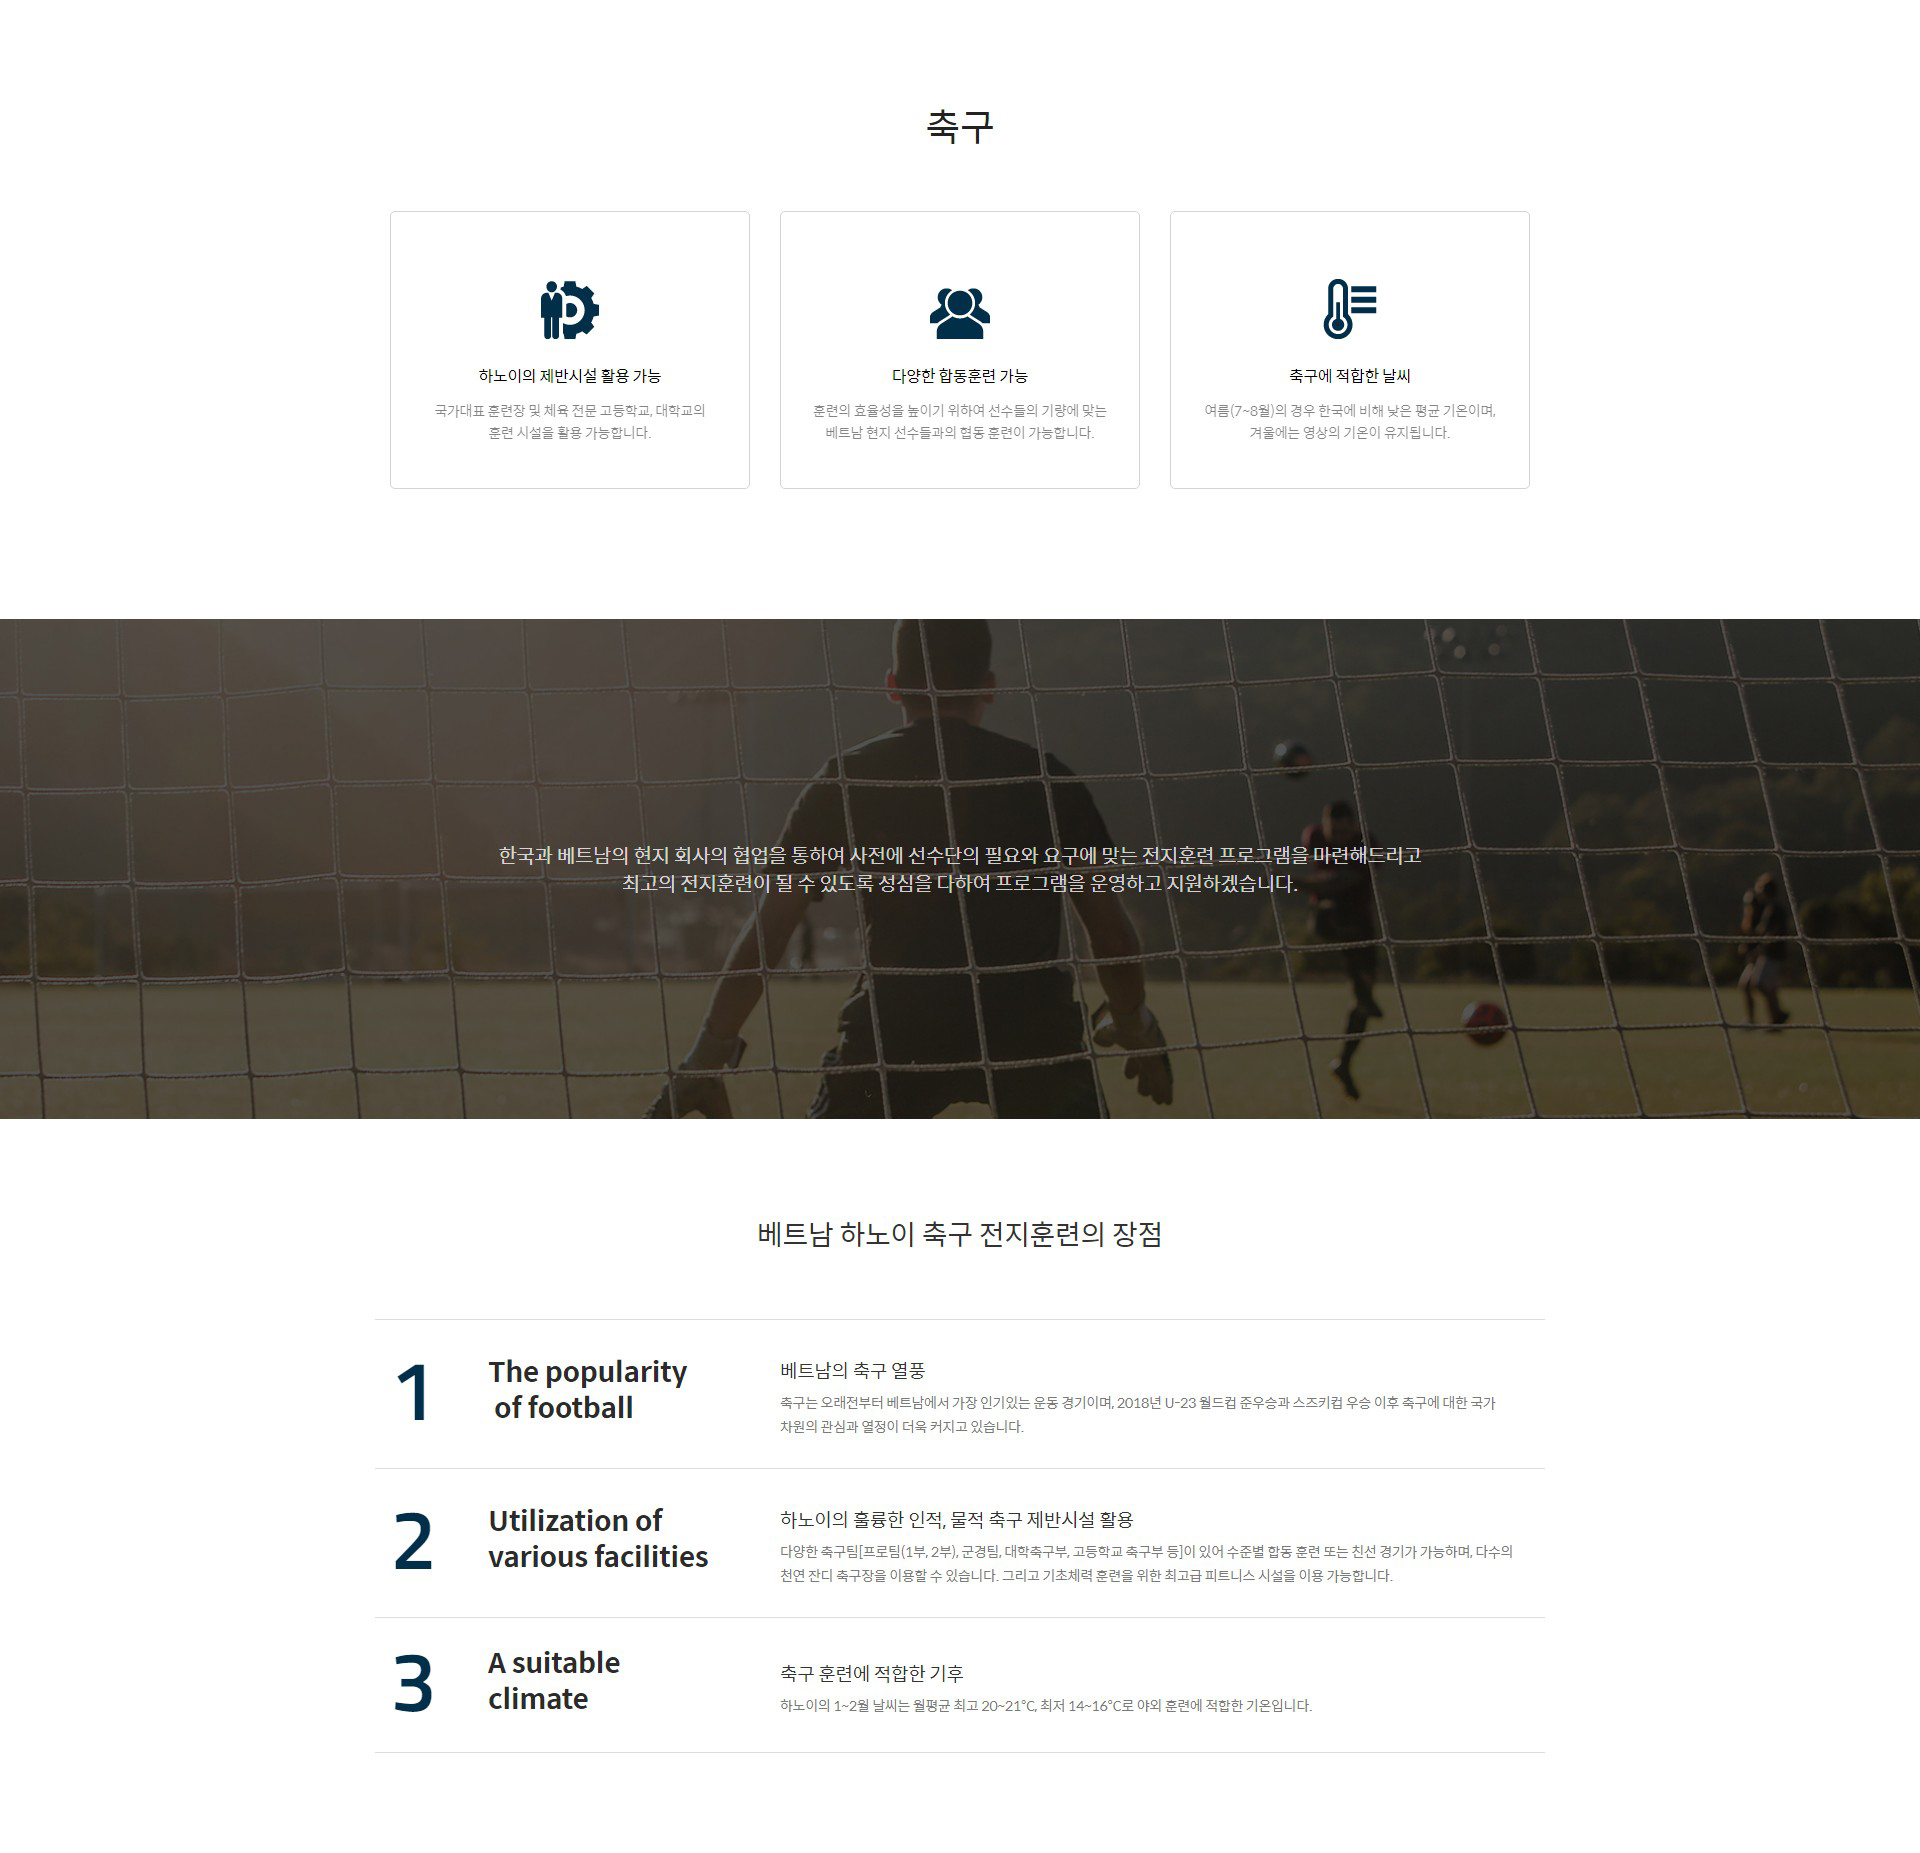 축구
하노이의 제반시설 활용 가능
국가대표 훈련장 및 체육 전문 고등학교, 대학교의
훈련 시설을 활용 가능합니다.
다양한 합동훈련 가능
훈련의 효율성을 높이기 위하여 선수들의 기량에 맞는
베트남 현지 선수들과의 협동 훈련이 가능합니다.
축구에 적합한 날씨
여름(7~8월)의 경우 한국에 비해 낮은 평균 기온이며,
겨울에는 영상의 기온이 유지됩니다.
한국과 베트남의 현지 회사의 협업을 통하여 사전에 선수단의 필요와 요구에 맞는 전지훈련 프로그램을 마련해드리고
최고의 전지훈련이 될 수 있도록 성심을 다하여 프로그램을 운영하고 지원하겠습니다.
베트남 하노이 축구 전지훈련의 장점
1
The popularity
of football
베트남의 축구 열풍
축구는 오래전부터 베트남에서 가장 인기있는 운동 경기이며, 2018년 U-23 월드컵 준우승과 스즈키컵 우승 이후 축구에 대한 국가
차원의 관심과 열정이 더욱 커지고 있습니다.
2
Utilization of
various facilities
하노이의 훌륭한 인적, 물적 축구 제반시설 활용
다양한 축구팀[프로팀(1부, 2부), 군경팀, 대학축구부, 고등학교 축구부 등]이 있어 수준별 합동 훈련 또는 친선 경기가 가능하며, 다수의
천연 잔디 축구장을 이용할 수 있습니다. 그리고 기초체력 훈련을 위한 최고급 피트니스 시설을 이용 가능합니다.
3
A suitable
climate
축구 훈련에 적합한 기후
하노이의 1~2월 날씨는 월평균 최고 20~21°C, 최저 14~16°C로 야외 훈련에 적합한 기온입니다.